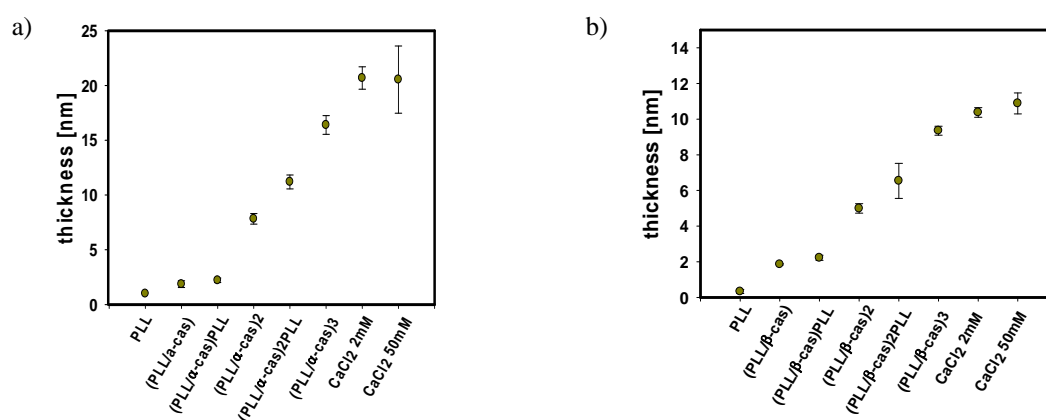 a)
thickness [nm]
25
20
15
10
5
0
PLL
(PLL/a-cas)
(PLL/α-cas)PLL
(PLL/α-cas)2
(PLL/α-cas)2PLL
(PLL/α-cas)3
CaCl2 2mM
CaCl2 50mM
b)
thickness [nm]
14
12
10
8
6
4
2
0
PLL
(PLL/β-cas)
(PLL/β-cas)PLL
(PLL/β-cas)2
(PLL/β-cas)2PLL
(PLL/β-cas)3
CaCl2 2mM
CaCl2 50mM